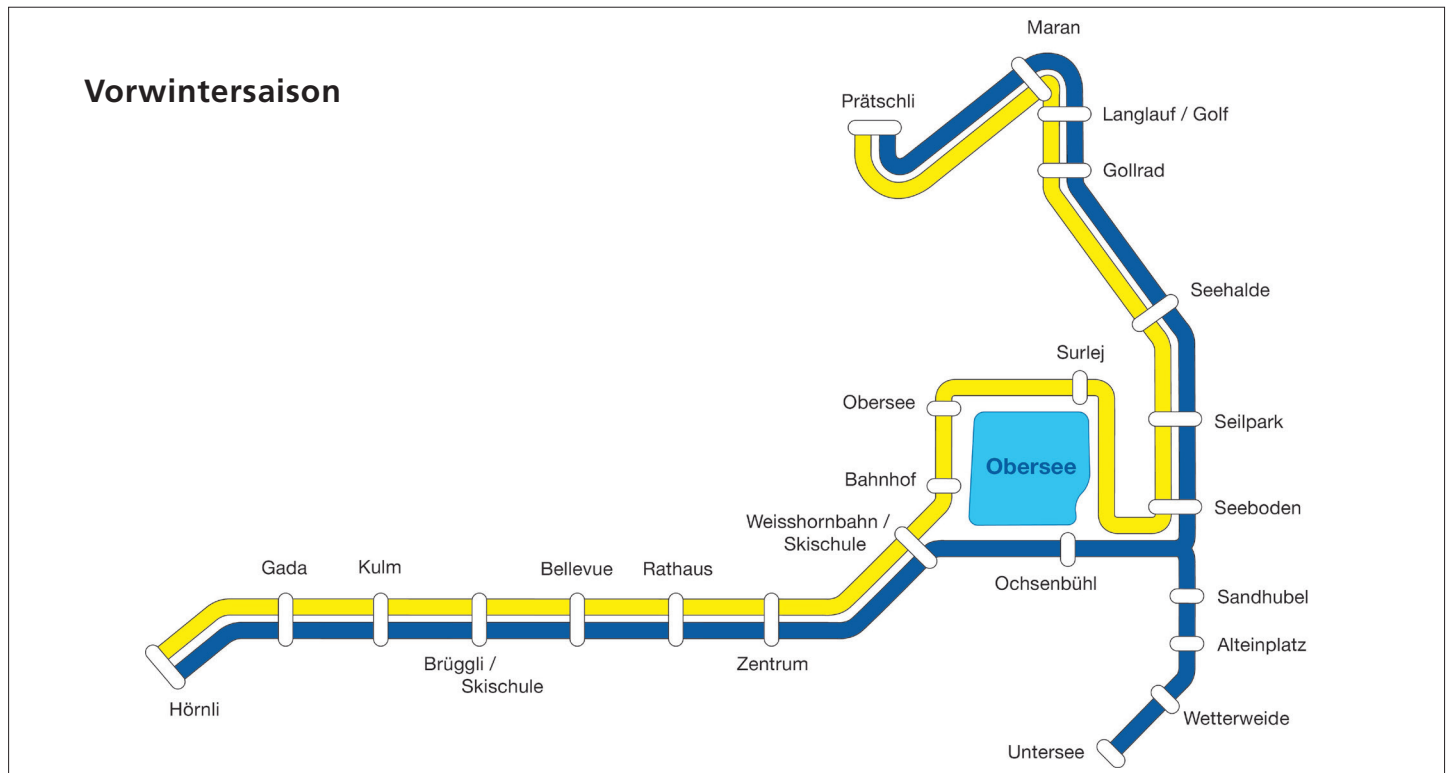 Vorwintersaison
Maran
Prätschli
Langlauf / Golf
Gollrad
Seehalde
Surlej
Obersee
Seilpark
Obersee
Bahnhof
Seeboden
Weisshornbahn /
Skischule
Gada
Kulm
Bellevue
Rathaus
Ochsenbühl
Sandhubel
Alteinplatz
Brüggli /
Skischule
Zentrum
Hörnli
Wetterweide
Untersee